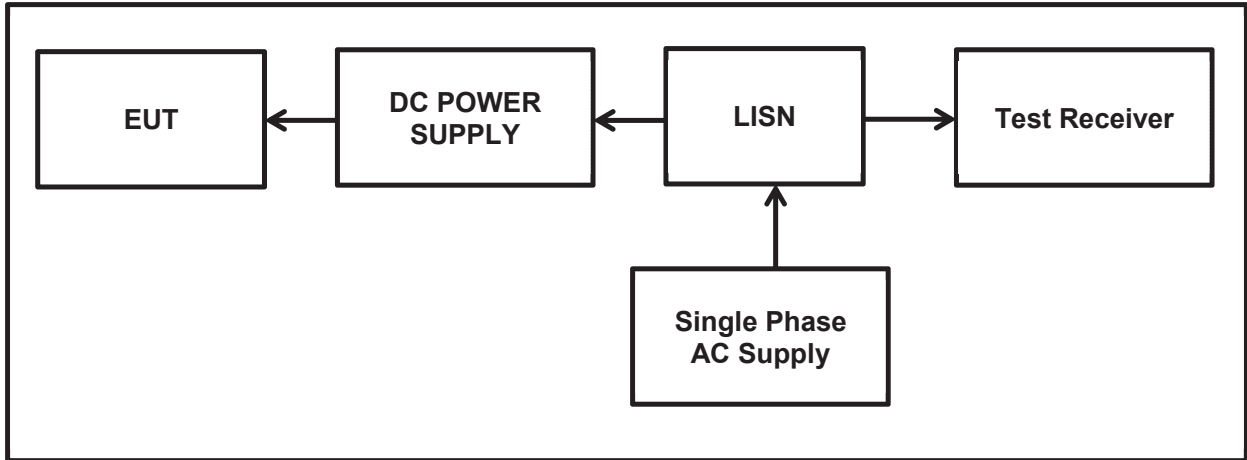 EUT
DC POWER
SUPPLY
LISN
Test Receiver
Single Phase
AC Supply